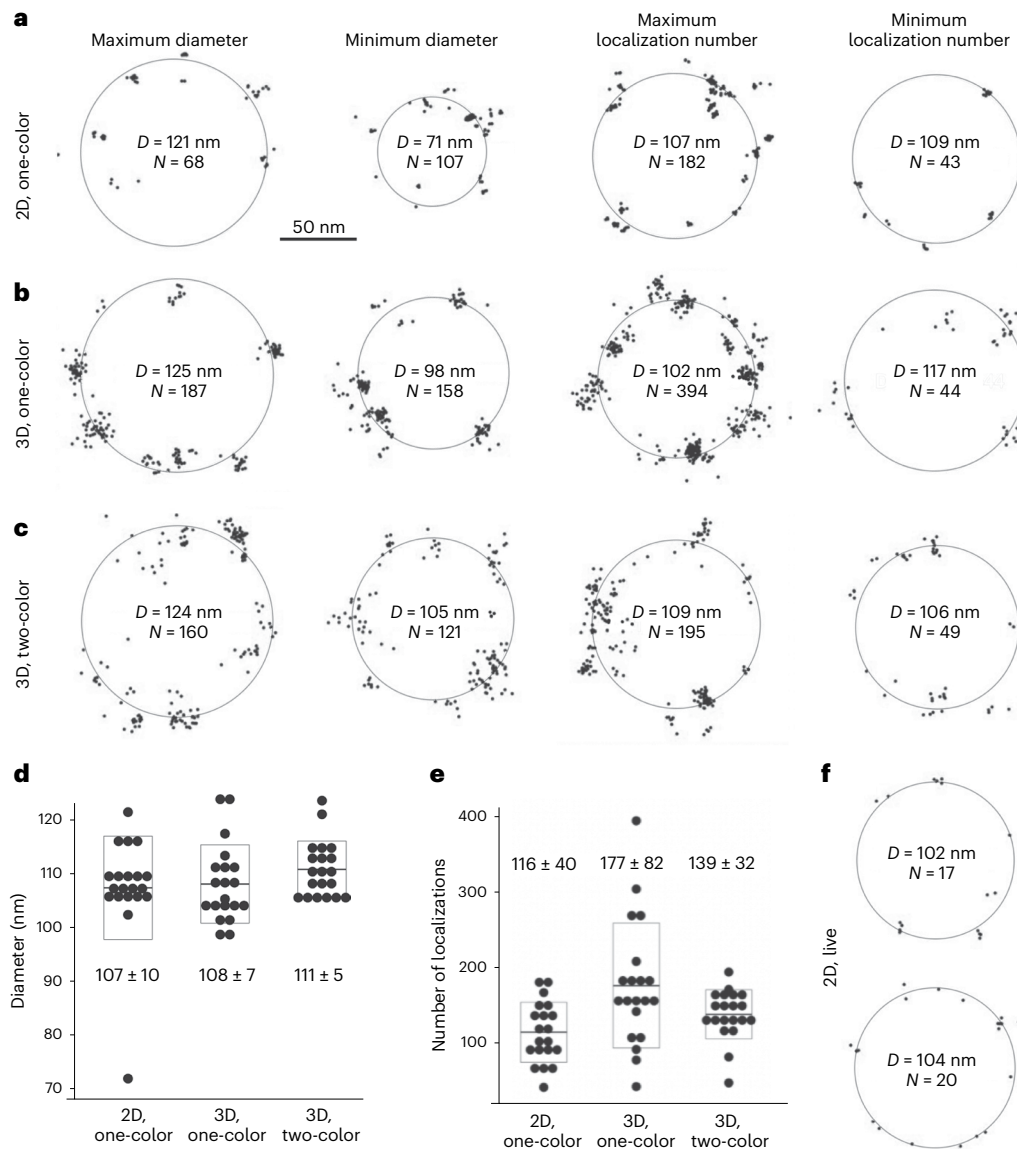 a
Maximum diameter
Minimum diameter
Maximum
localization number
Minimum
localization number
2D, one-color
D = 121 nm
N = 68
D = 71 nm
N = 107
D = 107 nm
N = 182
D = 109 nm
N = 43
50 nm
b
3D, one-color
D = 125 nm
N = 187
D = 98 nm
N = 158
D = 102 nm
N = 394
D = 117 nm
N = 44
c
3D, two-color
D = 124 nm
N = 160
D = 105 nm
N = 121
D = 109 nm
N = 195
D = 106 nm
N = 49
d
Diameter (nm)
120
110
100
90
80
70
107 ± 10
108 ± 7
111 ± 5
2D,
one-color
3D,
one-color
3D,
two-color
e
Number of localizations
400
300
200
100
116 ± 40
177 ± 82
139 ± 32
2D,
one-color
3D,
one-color
3D,
two-color
f
2D, live
D = 102 nm
N = 17
D = 104 nm
N = 20